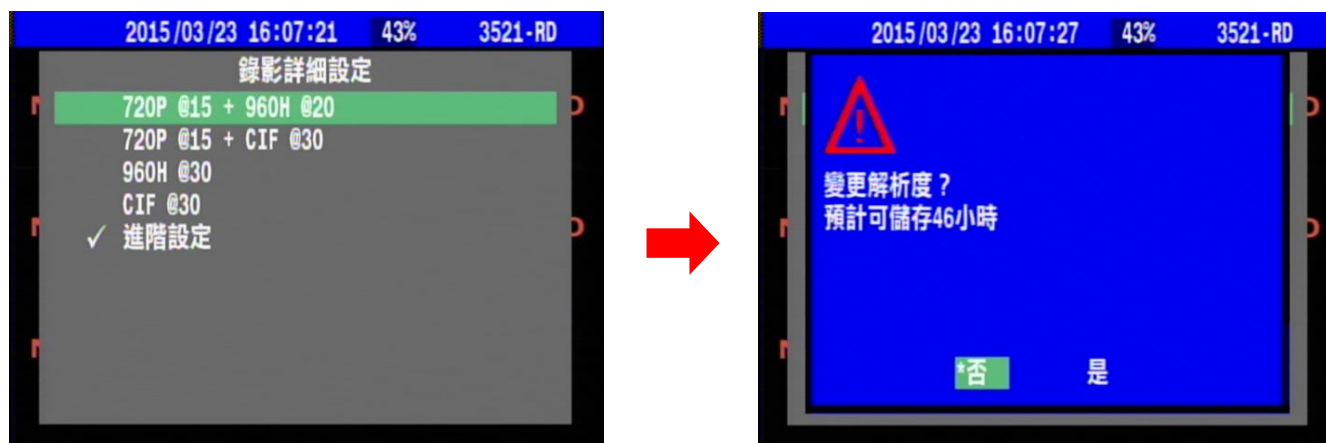 2015/03/23 16:07:21 43% 3521-RD
錄影詳細設定
720P @15 + 960H @20
720P @15 + CIF @30
960H @30
CIF @30
✓ 進階設定
2015/03/23 16:07:27 43% 3521-RD
變更解析度？
預計可儲存46小時
*否 是